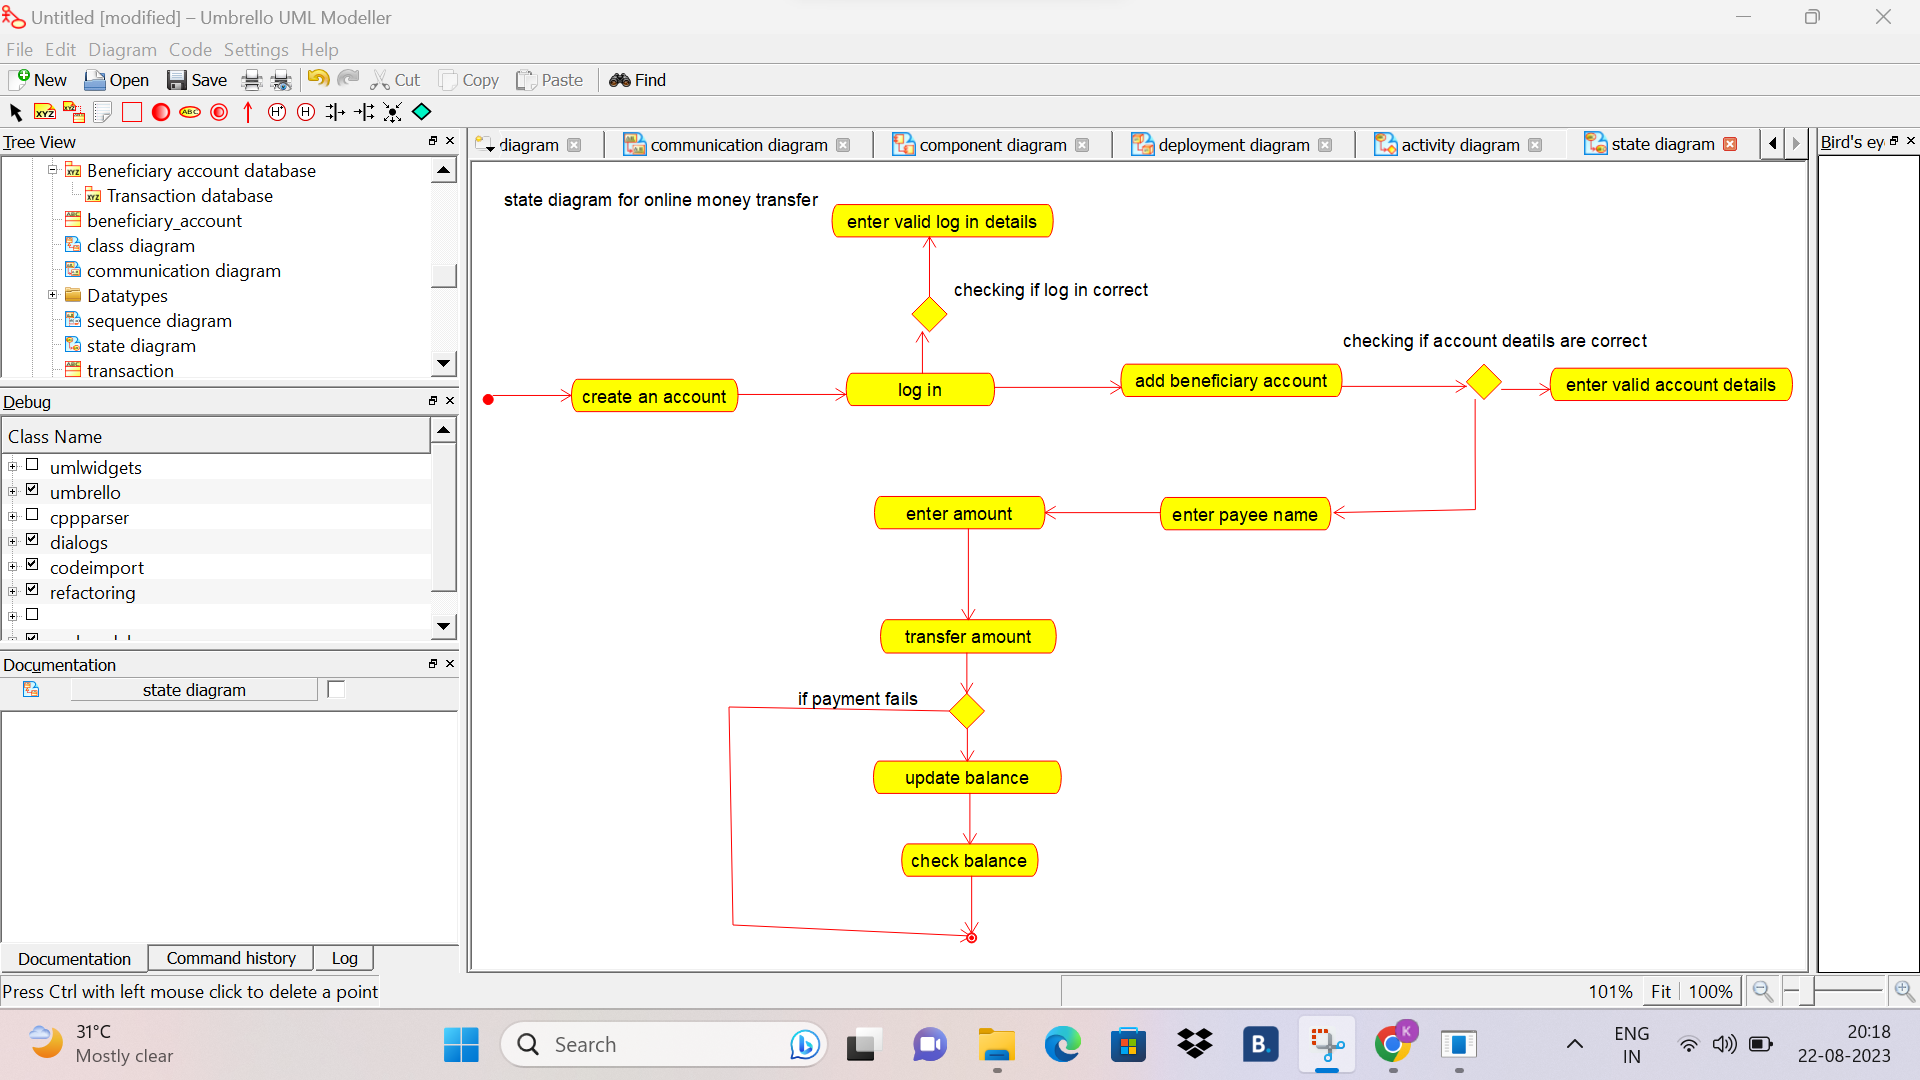 Untitled [modified] – Umbrello UML Modeller
File Edit Diagram Code Settings Help
New Open Save Cut Copy Paste Find
XYZ XYZ ABC H* H
Tree View
Beneficiary account database
Transaction database
beneficiary_account
class diagram
communication diagram
Datatypes
sequence diagram
state diagram
transaction
Debug
Class Name
umlwidgets
umbrello
cppparser
dialogs
codeimport
refactoring
Documentation
state diagram
Documentation Command history Log
Press Ctrl with left mouse click to delete a point
diagram communication diagram component diagram deployment diagram activity diagram state diagram
Bird's ey
state diagram for online money transfer
enter valid log in details
checking if log in correct
checking if account deatils are correct
create an account
log in
add beneficiary account
enter valid account details
enter amount
enter payee name
transfer amount
if payment fails
update balance
check balance
101% Fit 100%
31°C
Mostly clear
Search
B.
K
ENG
IN
20:18
22-08-2023